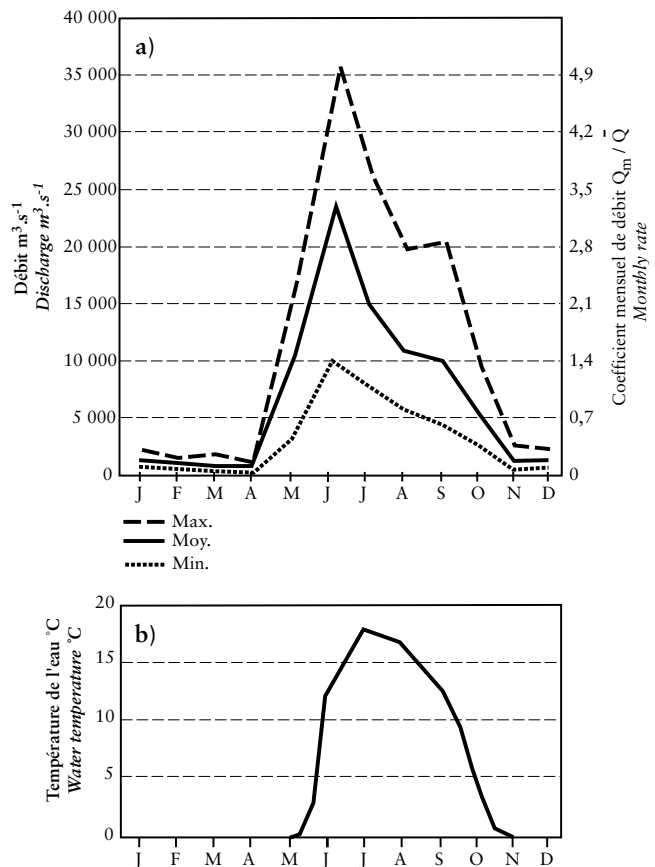 a)
40 000
35 000
30 000
25 000
20 000
15 000
10 000
5 000
0
Débit m³.s⁻¹
Discharge m³.s⁻¹
4,9
4,2
3,5
2,8
2,1
1,4
0,7
0
Coefficient mensuel de débit Qm / Q̄
Monthly rate
J F M A M J J A S O N D
Max.
Moy.
Min.
b)
20
15
10
5
0
Température de l'eau °C
Water temperature °C
J F M A M J J A S O N D